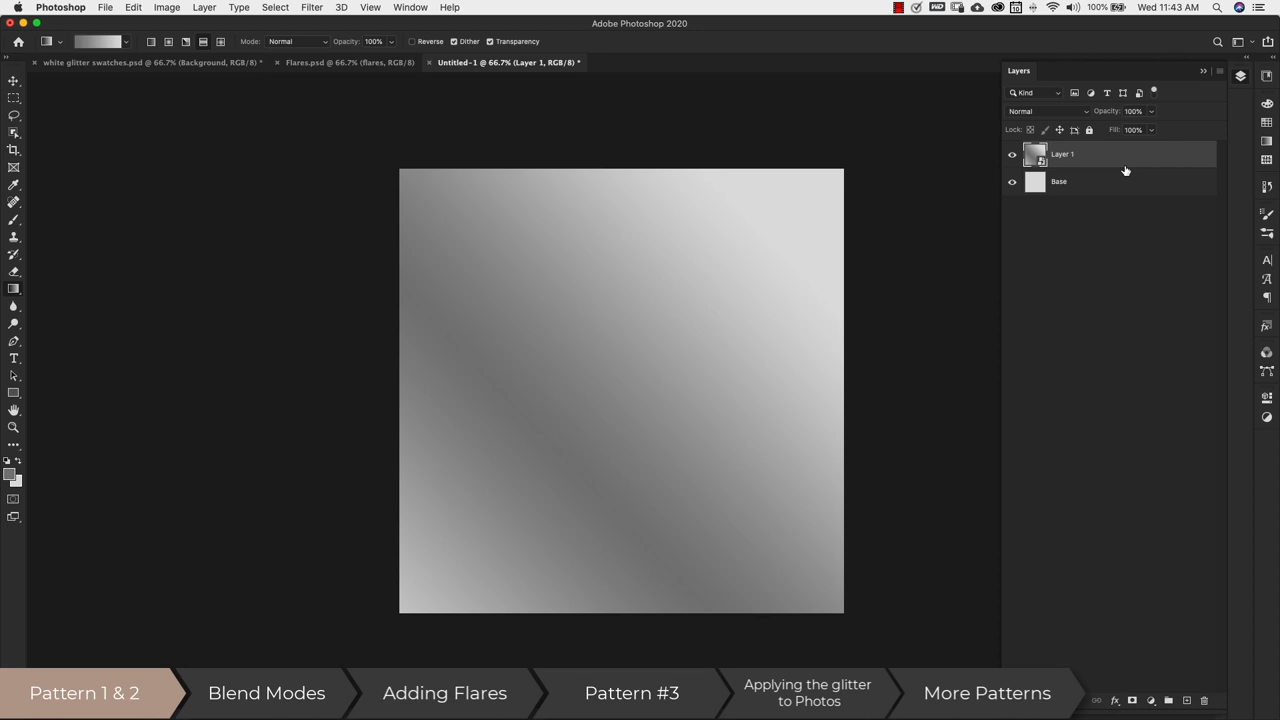 Photoshop File Edit Image Layer Type Select Filter 3D View Window Help 100% Wed 11:43 AM
Adobe Photoshop 2020
Mode: Normal Opacity: 100% Reverse Dither Transparency
white glitter swatches.psd @ 66.7% (Background, RGB/8) * Flares.psd @ 66.7% (flares, RGB/8) Untitled-1 @ 66.7% (Layer 1, RGB/8) *
Layers
Kind
Normal Opacity: 100%
Lock: Fill: 100%
Layer 1
Base
Pattern 1 & 2
Blend Modes
Adding Flares
Pattern #3
Applying the glitter
to Photos
More Patterns